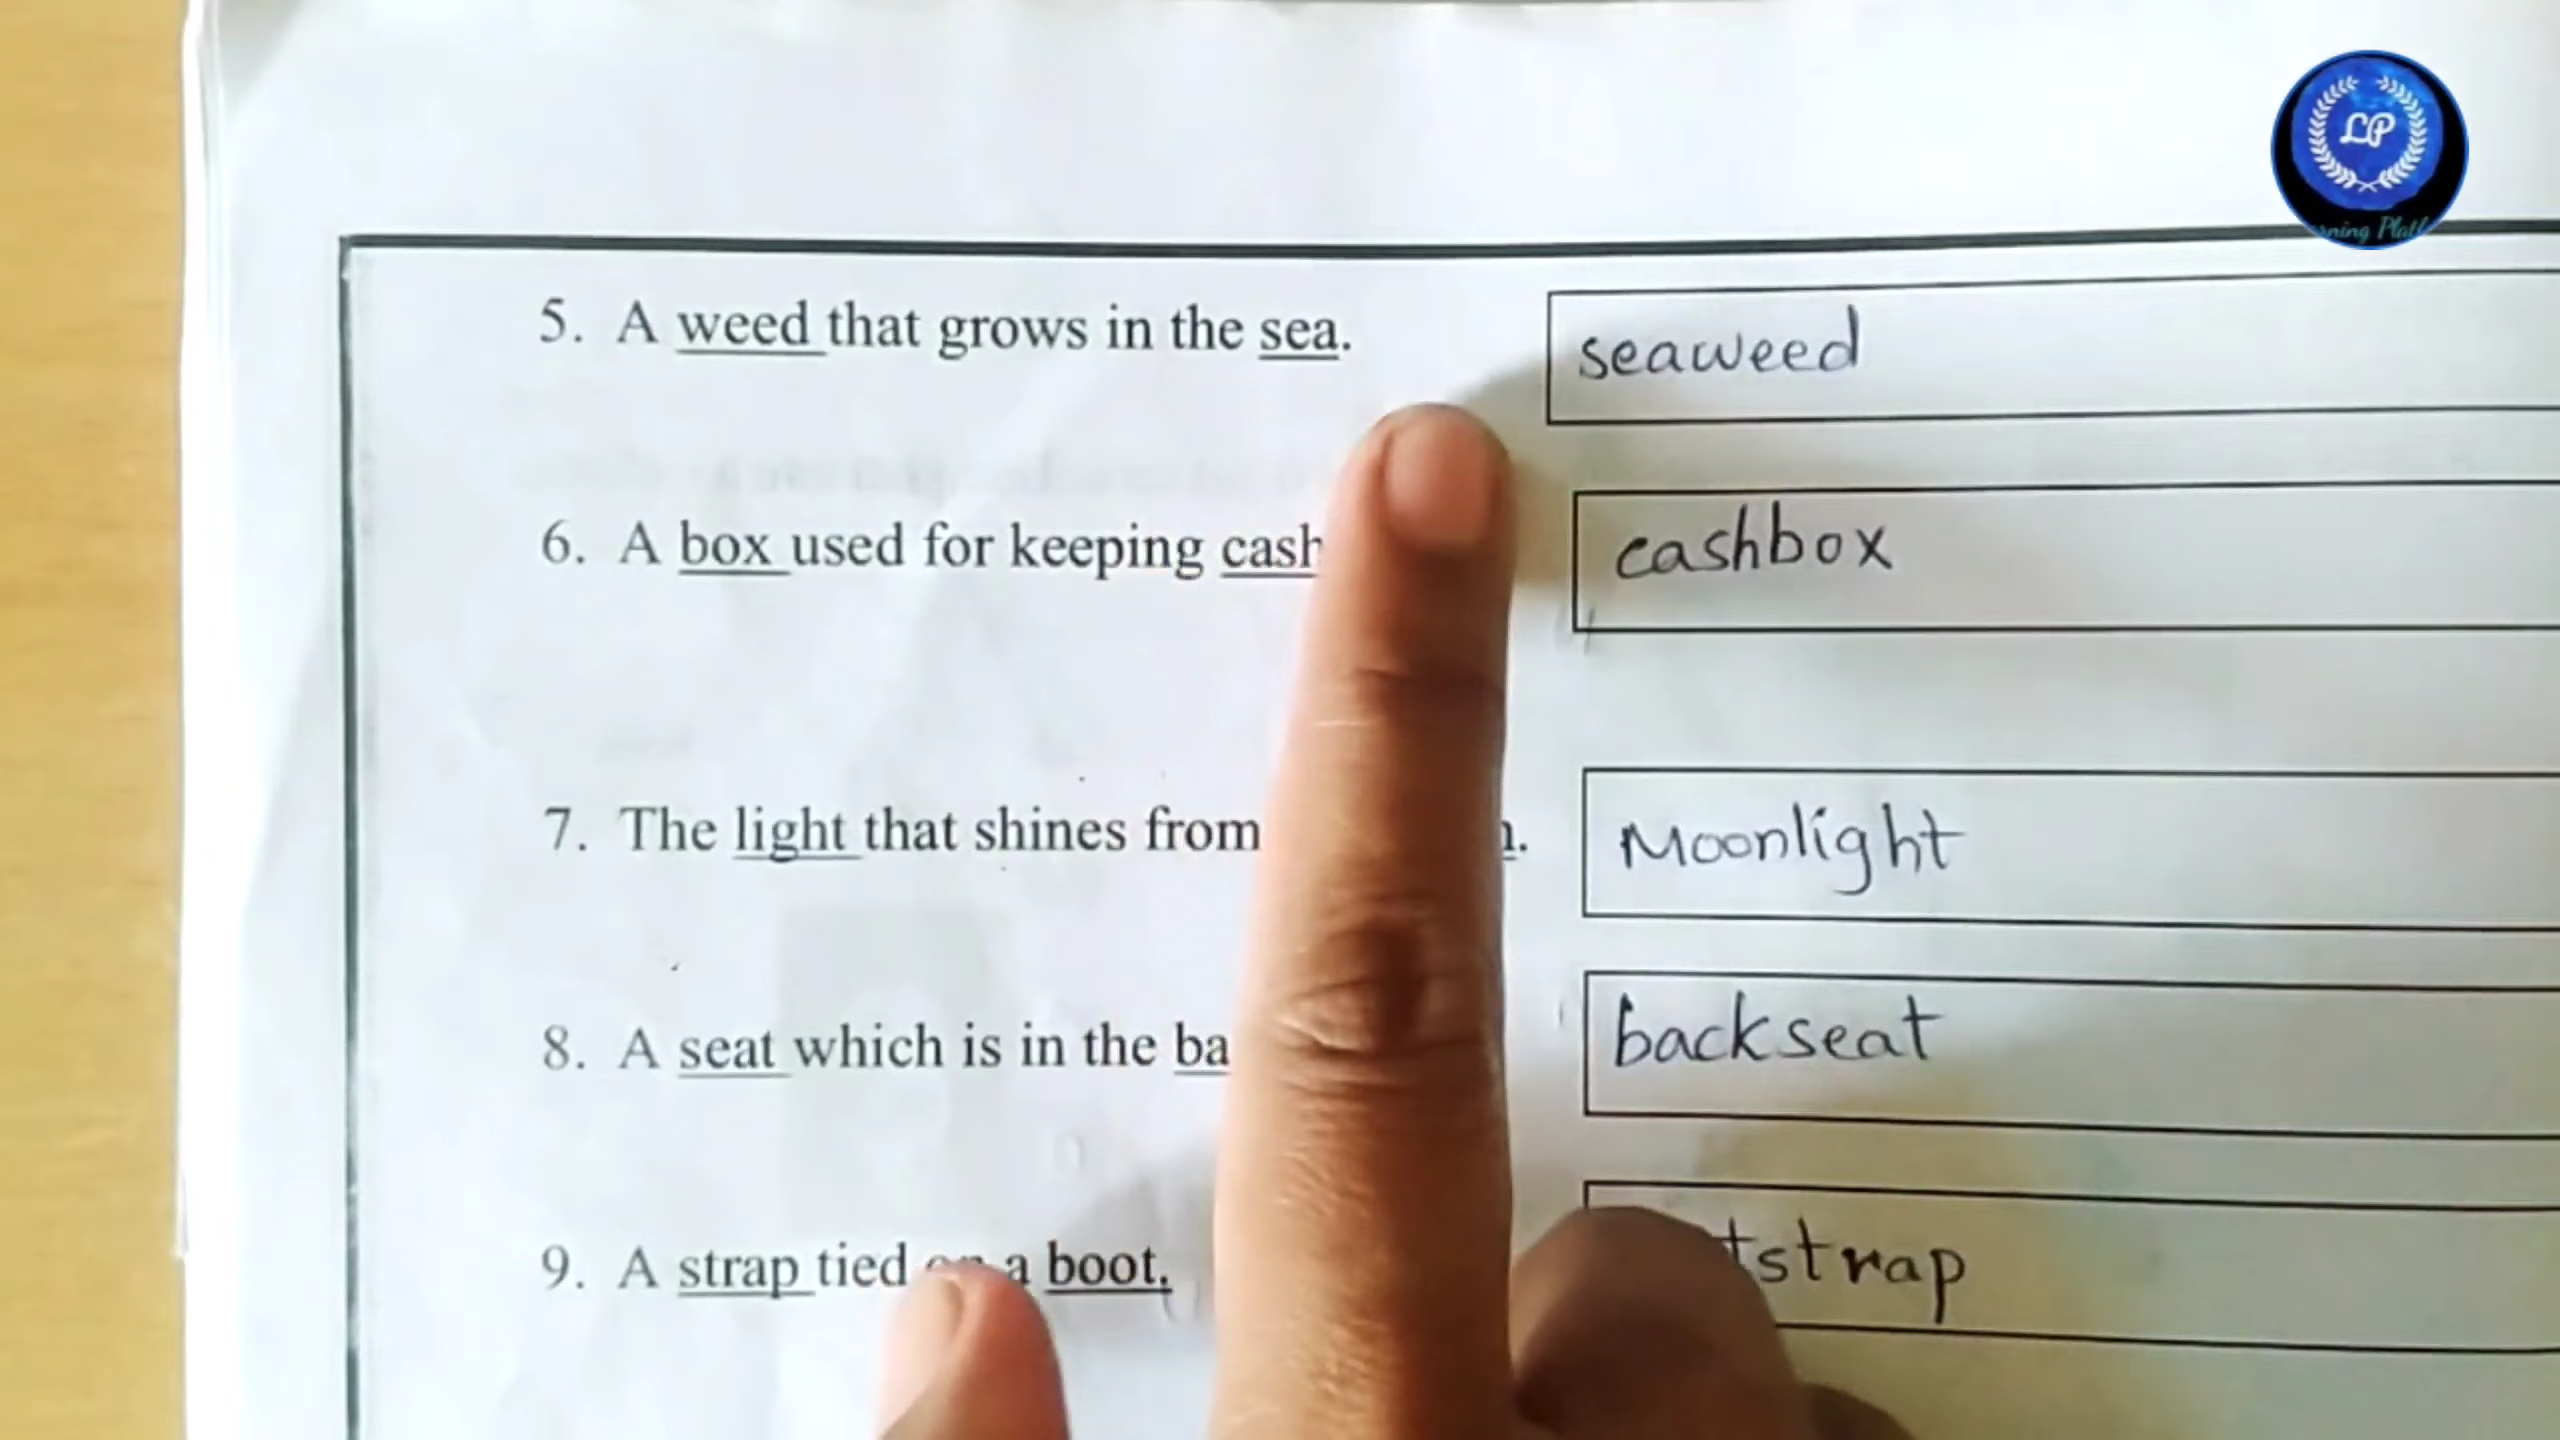 LP
5. A weed that grows in the sea.
seaweed
6. A box used for keeping cash
cashbox
7. The light that shines from
Moonlight
8. A seat which is in the ba
backseat
9. A strap tied a boot.
tstrap